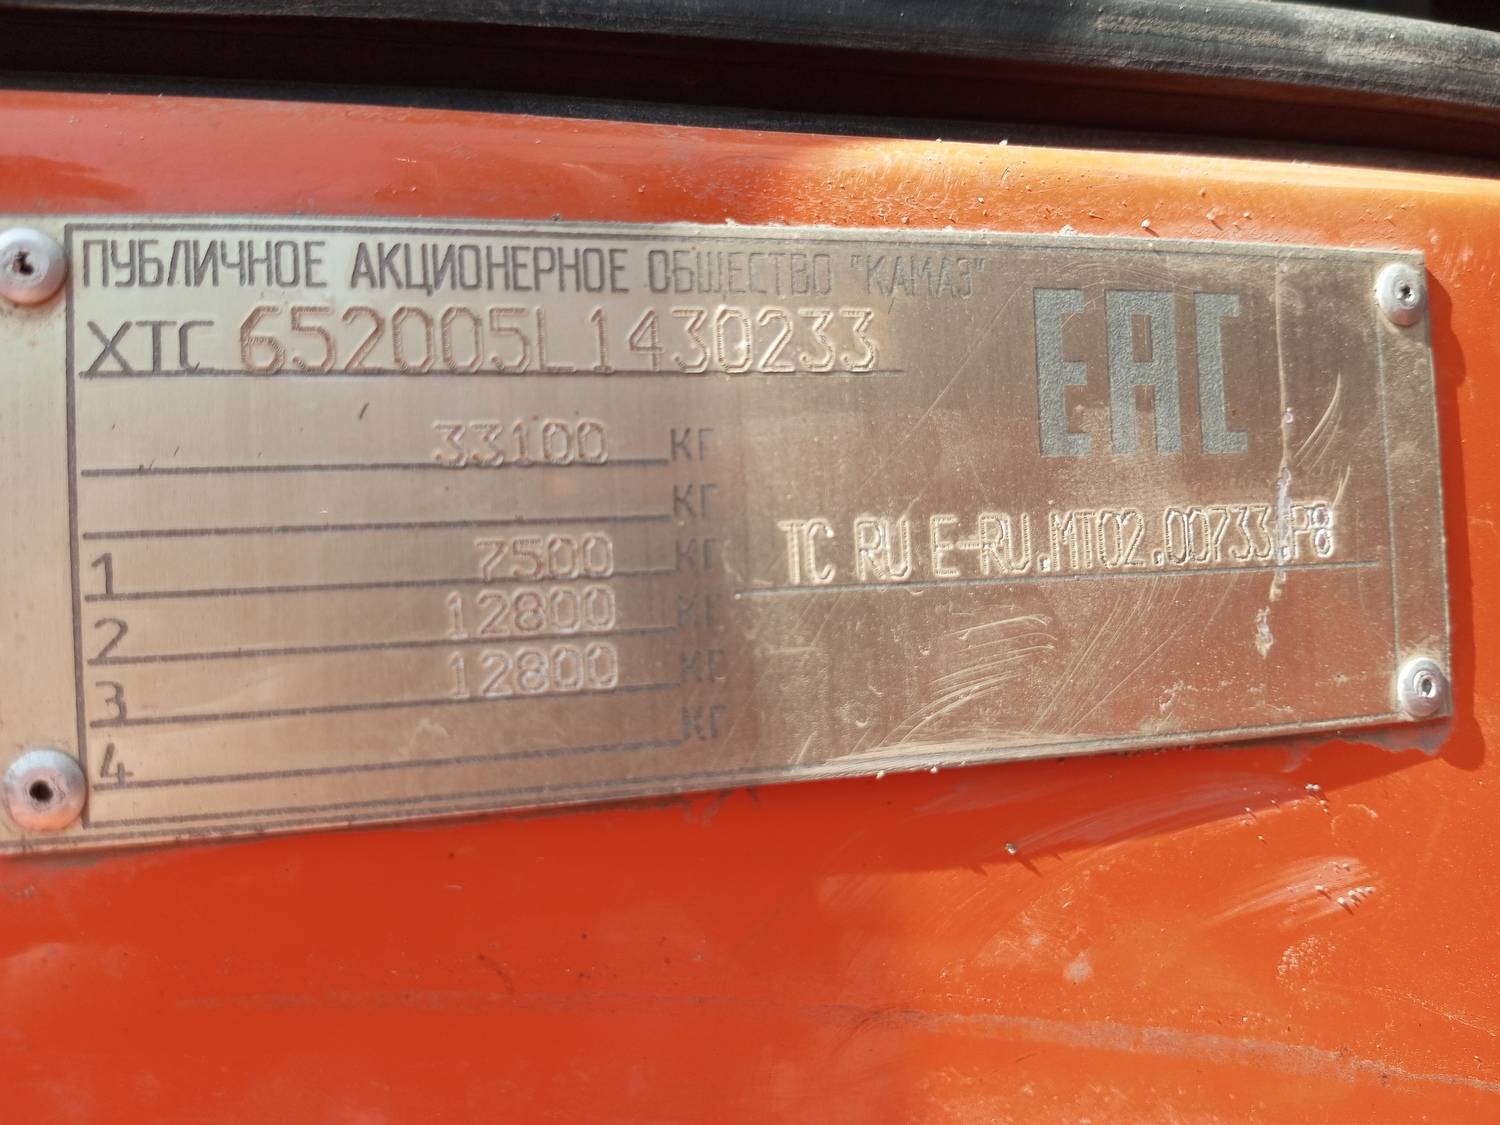 ПУБЛИЧНОЕ АКЦИОНЕРНОЕ ОБЩЕСТВО "КАМАЗ"
XTC 652005L1430233
EAC
33100 КГ
КГ
TC RU E-RU.MT02.00733.P8
1 7500 КГ
2 12800 КГ
3 12800 КГ
4 КГ